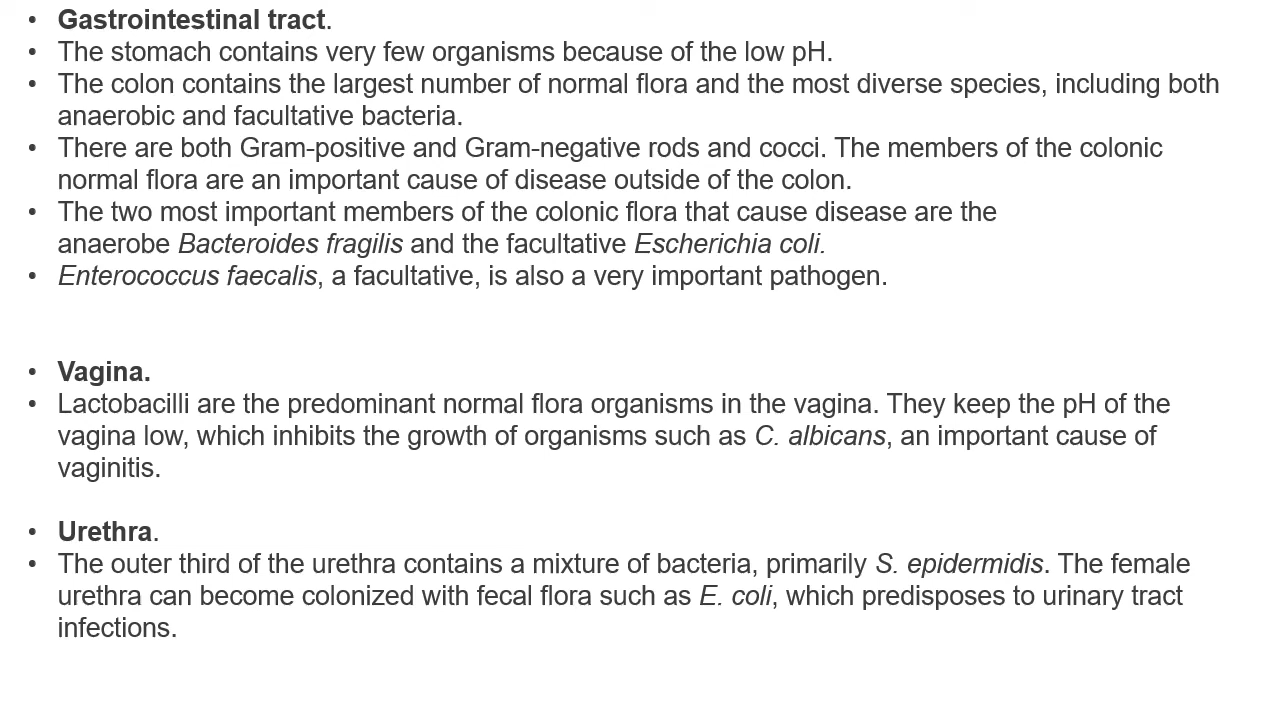 • Gastrointestinal tract.
• The stomach contains very few organisms because of the low pH.
• The colon contains the largest number of normal flora and the most diverse species, including both
anaerobic and facultative bacteria.
• There are both Gram-positive and Gram-negative rods and cocci. The members of the colonic
normal flora are an important cause of disease outside of the colon.
• The two most important members of the colonic flora that cause disease are the
anaerobe Bacteroides fragilis and the facultative Escherichia coli.
• Enterococcus faecalis, a facultative, is also a very important pathogen.
• Vagina.
• Lactobacilli are the predominant normal flora organisms in the vagina. They keep the pH of the
vagina low, which inhibits the growth of organisms such as C. albicans, an important cause of
vaginitis.
• Urethra.
• The outer third of the urethra contains a mixture of bacteria, primarily S. epidermidis. The female
urethra can become colonized with fecal flora such as E. coli, which predisposes to urinary tract
infections.